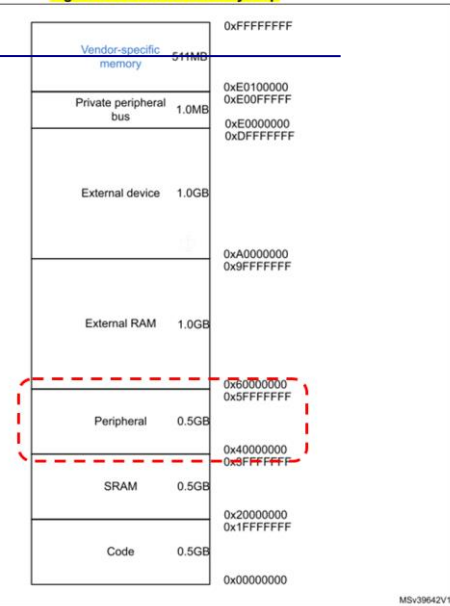 0xFFFFFFFF
Vendor-specific
memory
511MB
0xE0100000
0xE00FFFFF
Private peripheral
bus
1.0MB
0xE0000000
0xDFFFFFFF
External device 1.0GB
0xA0000000
0x9FFFFFFF
External RAM 1.0GB
0x60000000
0x5FFFFFFF
Peripheral 0.5GB
0x40000000
0x3FFFFFFF
SRAM 0.5GB
0x20000000
0x1FFFFFFF
Code 0.5GB
0x00000000
MSv39642V1